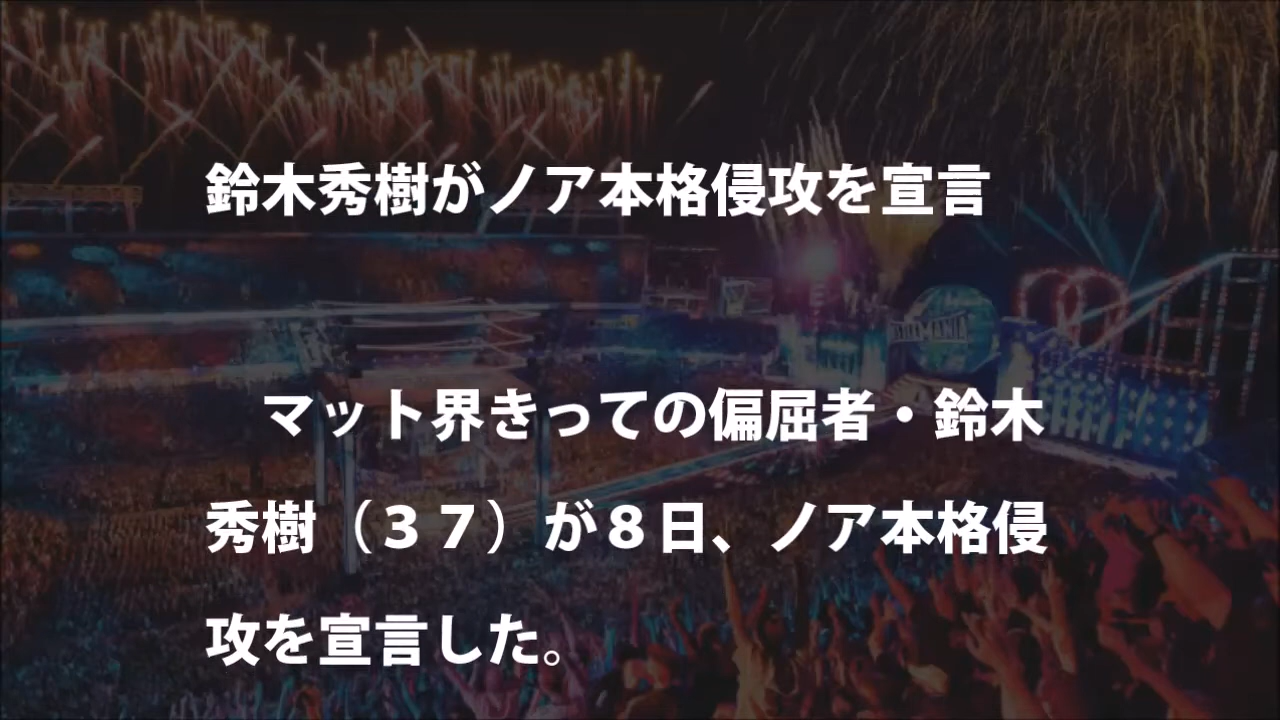 鈴木秀樹がノア本格侵攻を宣言
マット界きっての偏屈者・鈴木
秀樹（３７）が８日、ノア本格侵
攻を宣言した。